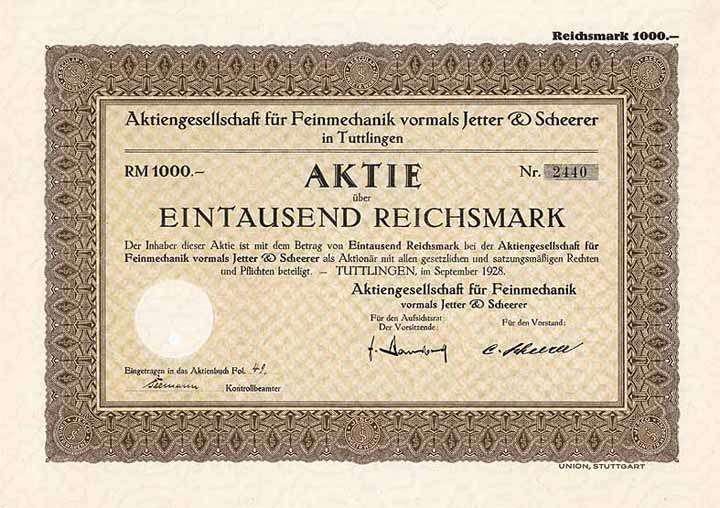 Reichsmark 1000.—
Aktiengesellschaft für Feinmechanik vormals Jetter & Scheerer
in Tuttlingen
RM 1000.— AKTIE Nr. 2440
über
EINTAUSEND REICHSMARK
Der Inhaber dieser Aktie ist mit dem Betrag von Eintausend Reichsmark bei der Aktiengesellschaft für
Feinmechanik vormals Jetter & Scheerer als Aktionär mit allen gesetzlichen und satzungsmäßigen Rechten
und Pflichten beteiligt. — TUTTLINGEN, im September 1928.
Aktiengesellschaft für Feinmechanik
vormals Jetter & Scheerer
Für den Aufsichtsrat: Für den Vorstand:
Der Vorsitzende:
C. Scheerer
Eingetragen in das Aktienbuch Fol. 49.
Kontrollbeamter
UNION, STUTTGART